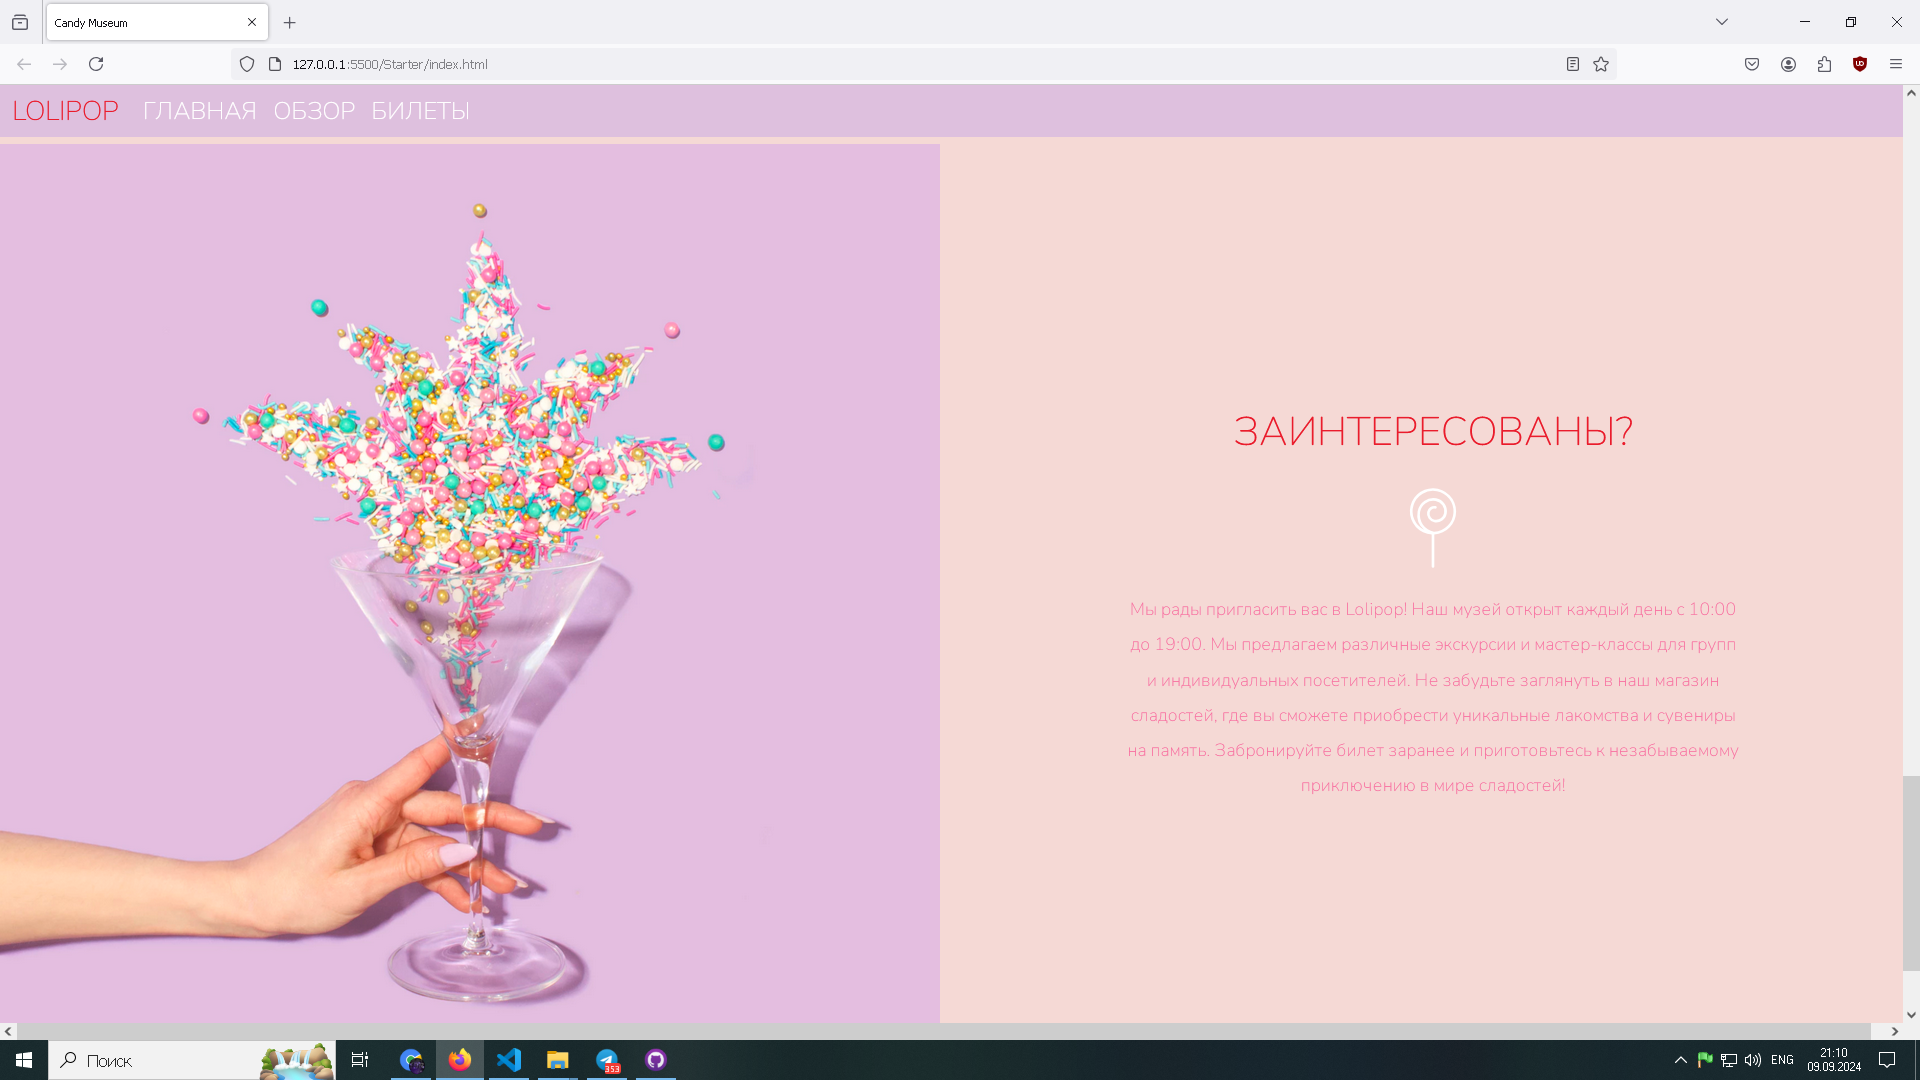 Candy Museum
127.0.0.1:5500/Starter/index.html
LOLIPOP ГЛАВНАЯ ОБЗОР БИЛЕТЫ
ЗАИНТЕРЕСОВАНЫ?
Мы рады пригласить вас в Lolipop! Наш музей открыт каждый день с 10:00
до 19:00. Мы предлагаем различные экскурсии и мастер-классы для групп
и индивидуальных посетителей. Не забудьте заглянуть в наш магазин
сладостей, где вы сможете приобрести уникальные лакомства и сувениры
на память. Забронируйте билет заранее и приготовьтесь к незабываемому
приключению в мире сладостей!
Поиск
353
ENG
21:10
09.09.2024